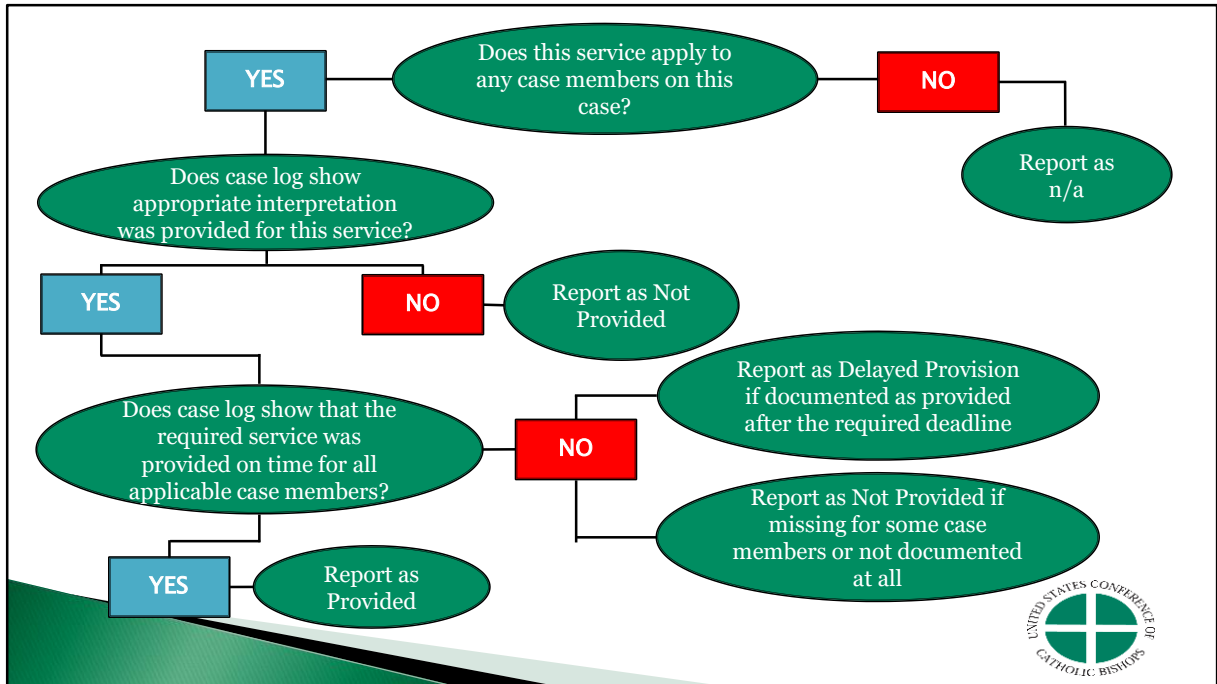 Does this service apply to
any case members on this
case?
YES
NO
Report as
n/a
Does case log show
appropriate interpretation
was provided for this service?
YES
NO
Report as Not
Provided
Does case log show that the
required service was
provided on time for all
applicable case members?
NO
Report as Delayed Provision
if documented as provided
after the required deadline
Report as Not Provided if
missing for some case
members or not documented
at all
YES
Report as
Provided
UNITED STATES CONFERENCE OF
CATHOLIC BISHOPS